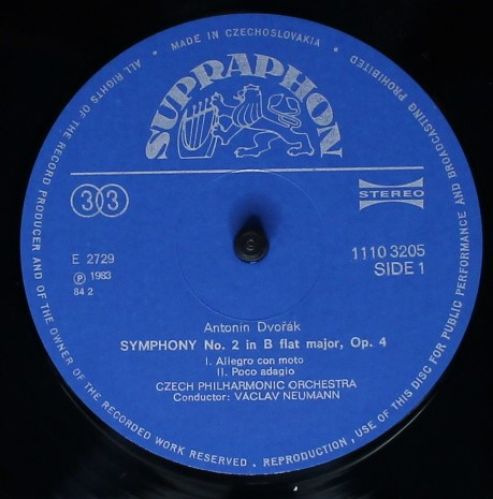 MADE IN CZECHOSLOVAKIA
ALL RIGHTS OF THE RECORD PRODUCER AND OF THE OWNER OF THE RECORDED WORK RESERVED . REPRODUCTION , USE OF THIS DISC FOR PUBLIC PERFORMANCE AND BROADCASTING PROHIBITED
SUPRAPHON
33
STEREO
E 2729
℗ 1983
84 2
1110 3205
SIDE 1
Antonín Dvořák
SYMPHONY No. 2 in B flat major, Op. 4
I. Allegro con moto
II. Poco adagio
CZECH PHILHARMONIC ORCHESTRA
Conductor: VÁCLAV NEUMANN